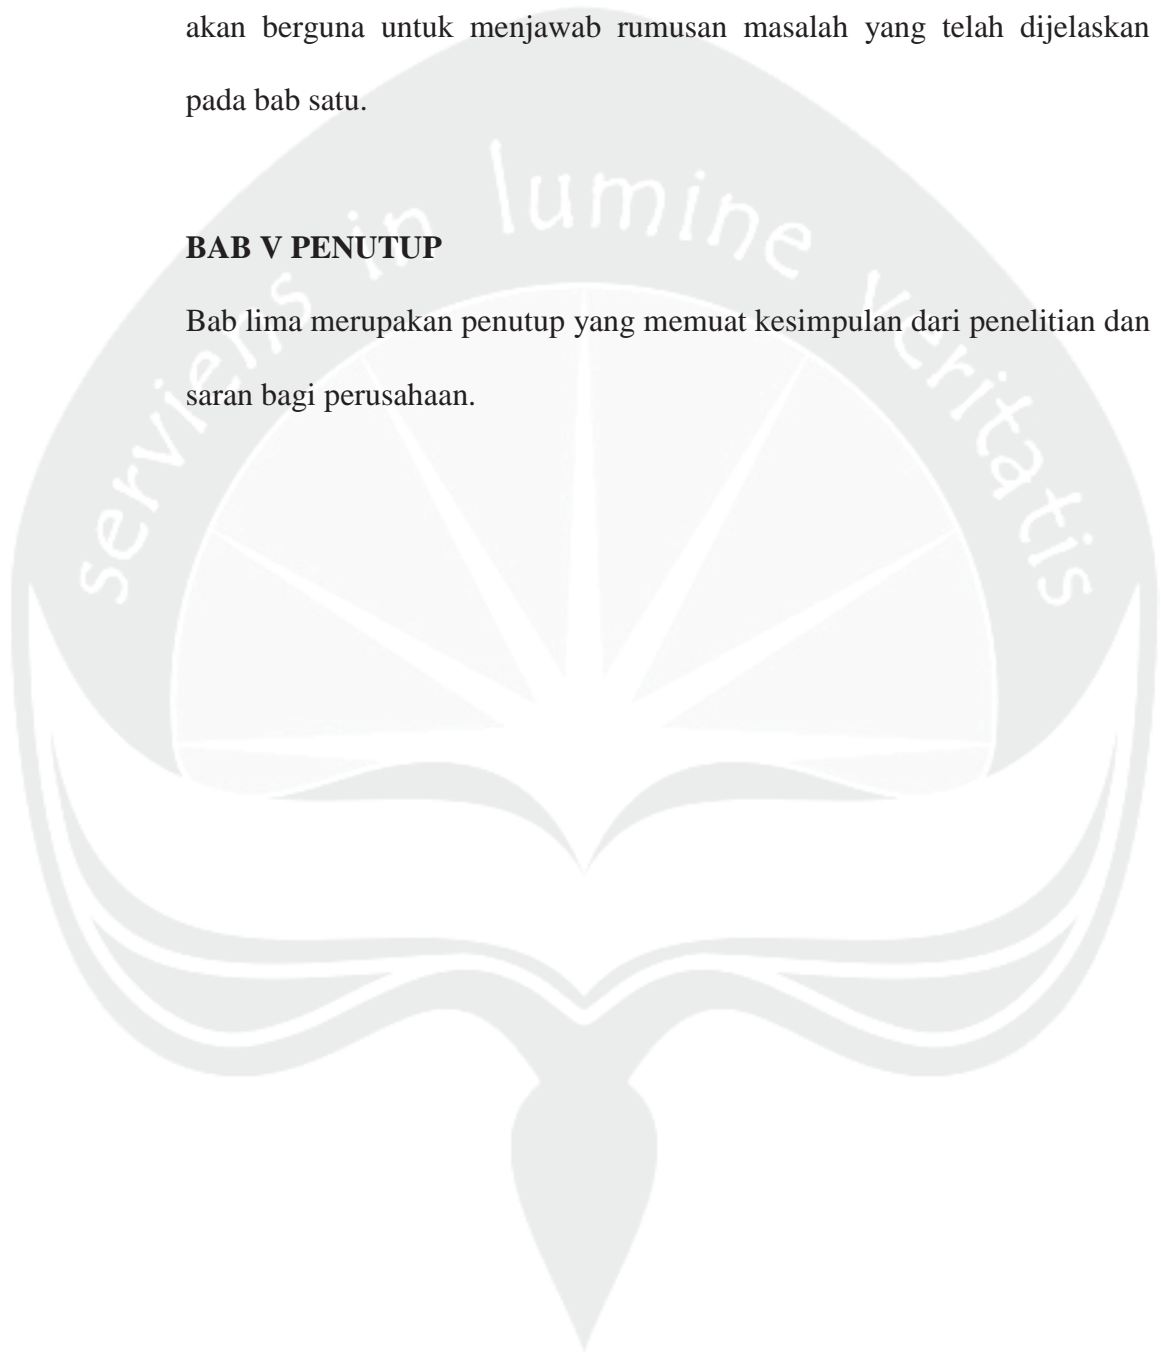 akan berguna untuk menjawab rumusan masalah yang telah dijelaskan
pada bab satu.
serviens in lumine veritatis
BAB V PENUTUP
Bab lima merupakan penutup yang memuat kesimpulan dari penelitian dan
saran bagi perusahaan.